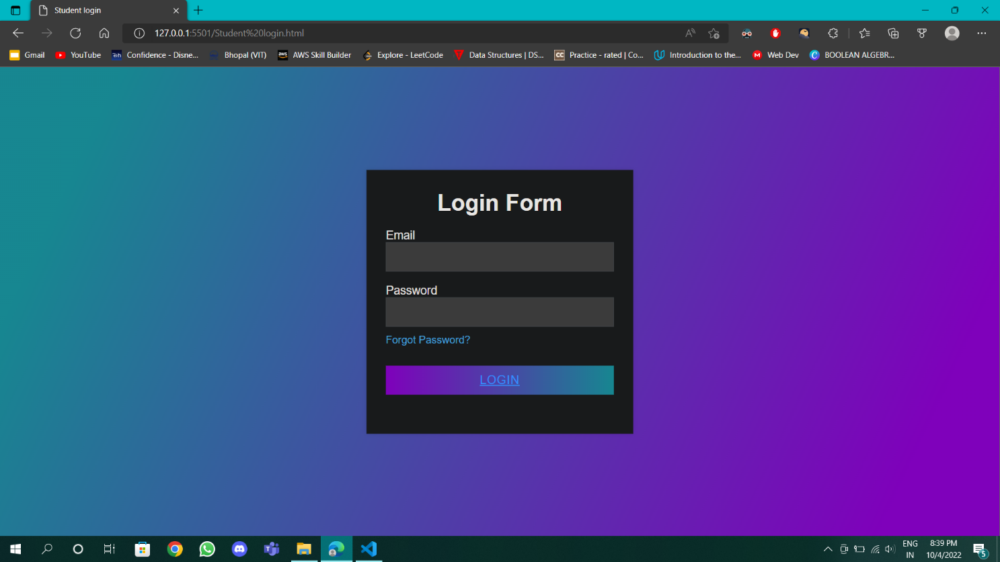 Student login
127.0.0.1:5501/Student%20login.html
Gmail YouTube Confidence - Disne... Bhopal (VIT) AWS Skill Builder Explore - LeetCode Data Structures | DS... Practice - rated | Co... Introduction to the... Web Dev BOOLEAN ALGEBR...
Login Form
Email
Password
Forgot Password?
LOGIN
ENG 8:39 PM
IN 10/4/2022 5